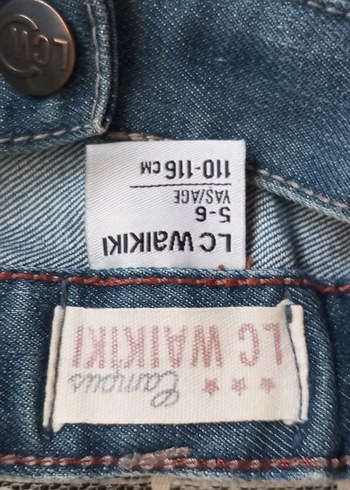 LCW
LC WAIKIKI
5-6
YAŞ/AGE
110-116 CM
Campus
LC WAIKIKI